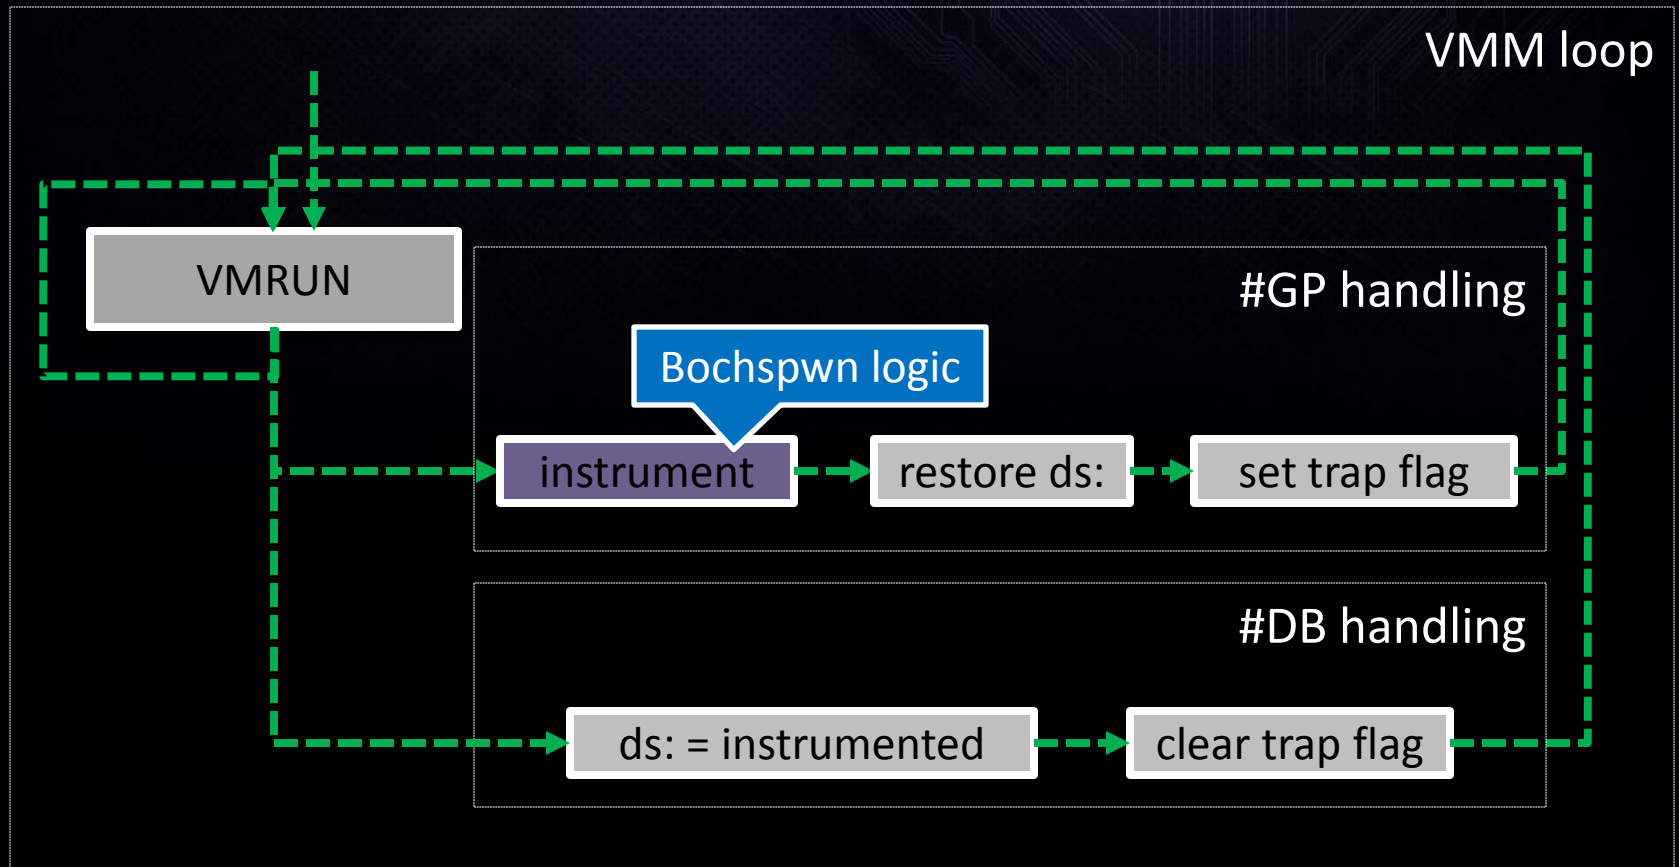 VMM loop
VMRUN
#GP handling
Bochspwn logic
instrument
restore ds:
set trap flag
#DB handling
ds: = instrumented
clear trap flag